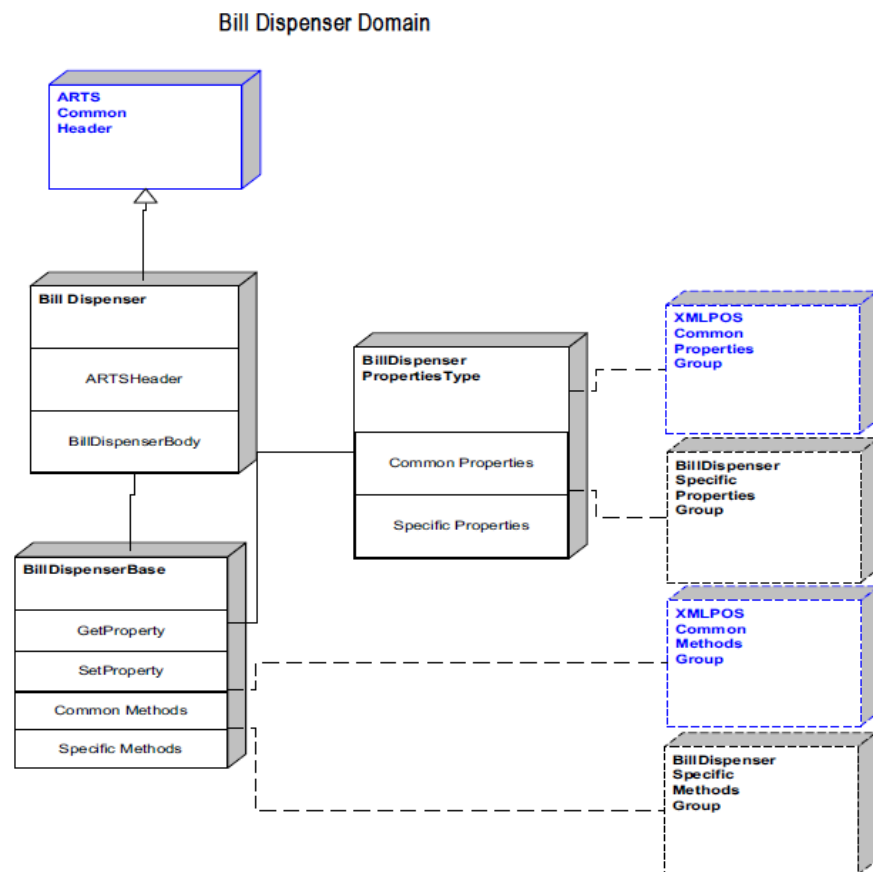 Bill Dispenser Domain
ARTS
Common
Header
Bill Dispenser
ARTSHeader
BillDispenserBody
BillDispenser
PropertiesType
Common Properties
Specific Properties
XMLPOS
Common
Properties
Group
BillDispenser
Specific
Properties
Group
BillDispenserBase
GetProperty
SetProperty
Common Methods
Specific Methods
XMLPOS
Common
Methods
Group
BillDispenser
Specific
Methods
Group